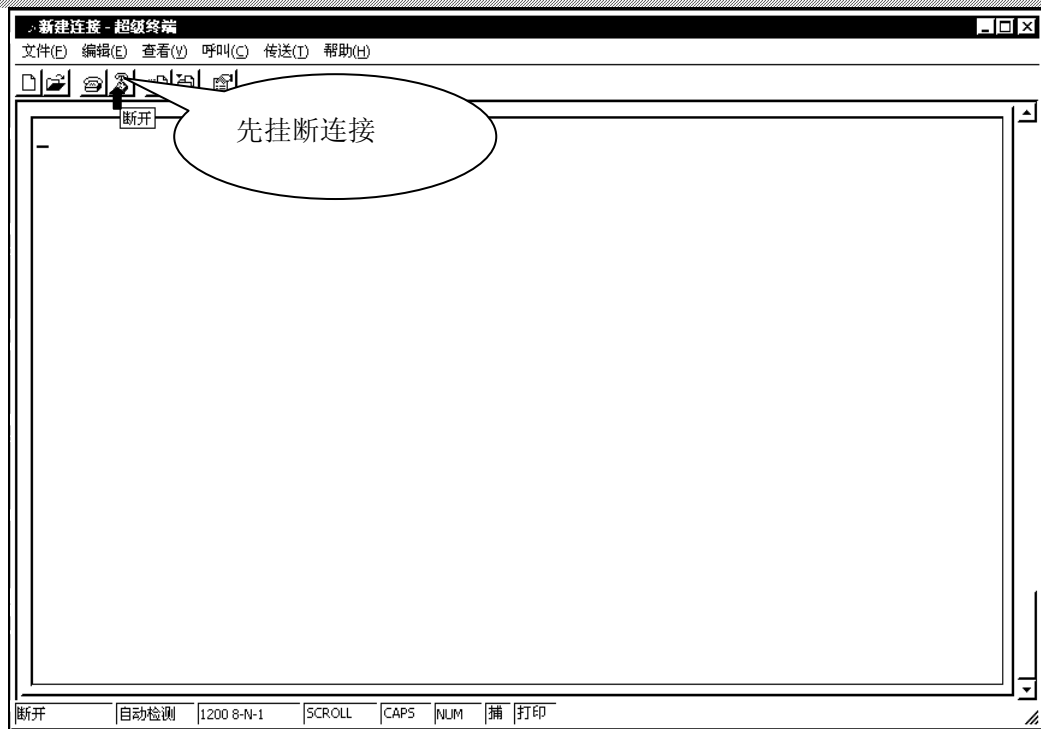 新建连接 - 超级终端
文件(F) 编辑(E) 查看(V) 呼叫(C) 传送(T) 帮助(H)
断开
先挂断连接
断开 自动检测 1200 8-N-1 SCROLL CAPS NUM 捕 打印